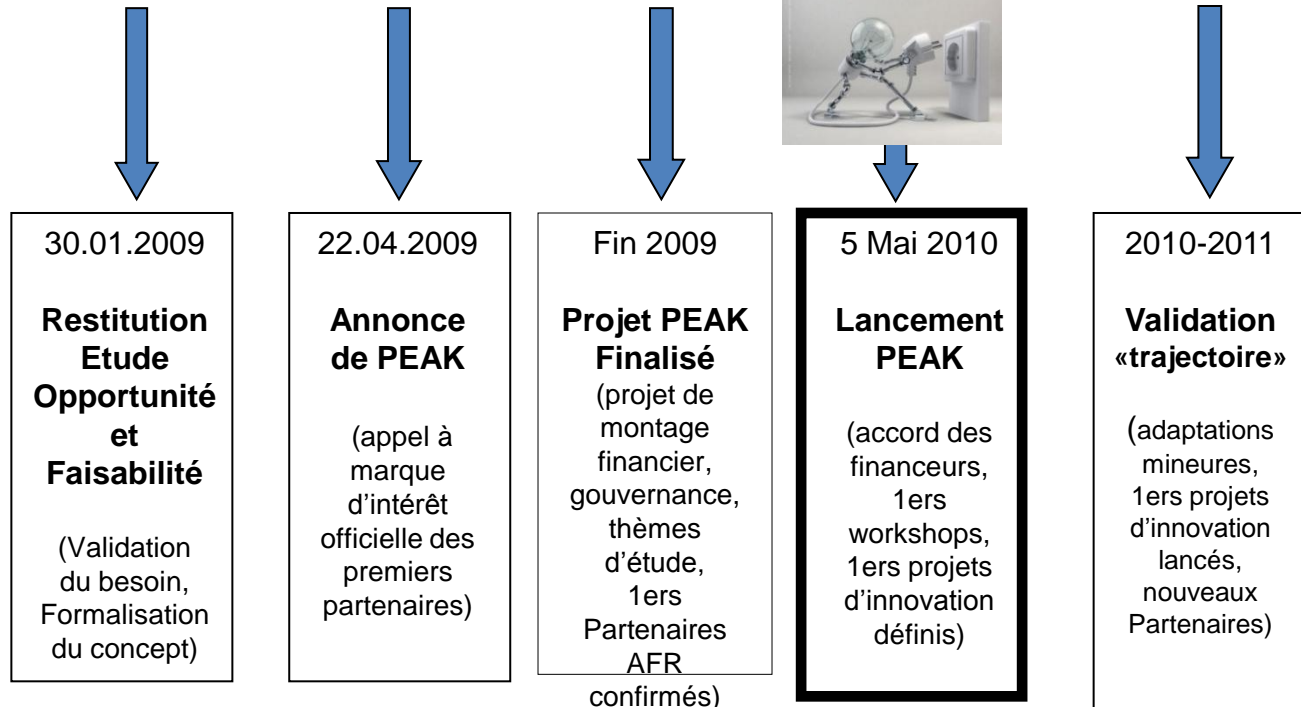 30.01.2009
Restitution
Etude
Opportunité
et
Faisabilité
(Validation
du besoin,
Formalisation
du concept)
22.04.2009
Annonce
de PEAK
(appel à
marque
d’intérêt
officielle des
premiers
partenaires)
Fin 2009
Projet PEAK
Finalisé
(projet de
montage
financier,
gouvernance,
thèmes
d’étude,
1ers
Partenaires
AFR
confirmés)
5 Mai 2010
Lancement
PEAK
(accord des
financeurs,
1ers
workshops,
1ers projets
d’innovation
définis)
2010-2011
Validation
«trajectoire»
(adaptations
mineures,
1ers projets
d’innovation
lancés,
nouveaux
Partenaires)